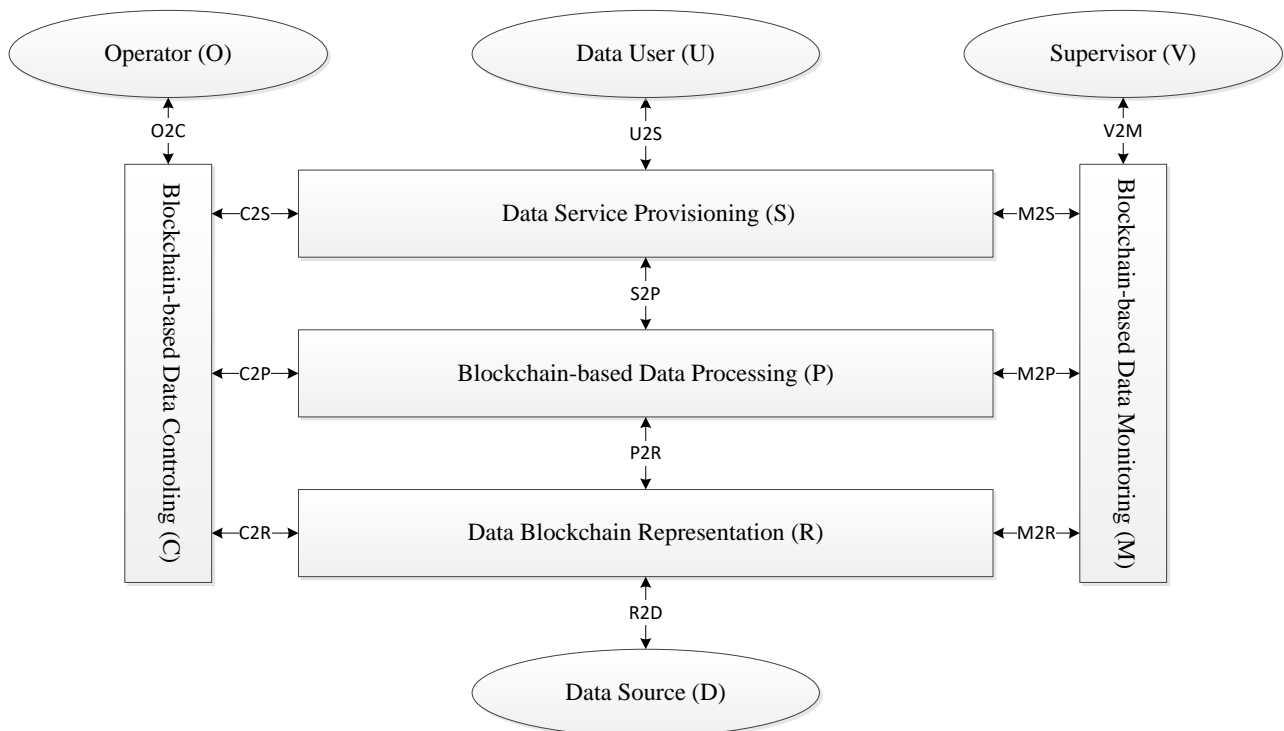 Operator (O)
Data User (U)
Supervisor (V)
O2C
U2S
V2M
Blockchain-based Data Controling (C)
C2S
Data Service Provisioning (S)
M2S
Blockchain-based Data Monitoring (M)
S2P
C2P
Blockchain-based Data Processing (P)
M2P
P2R
C2R
Data Blockchain Representation (R)
M2R
R2D
Data Source (D)